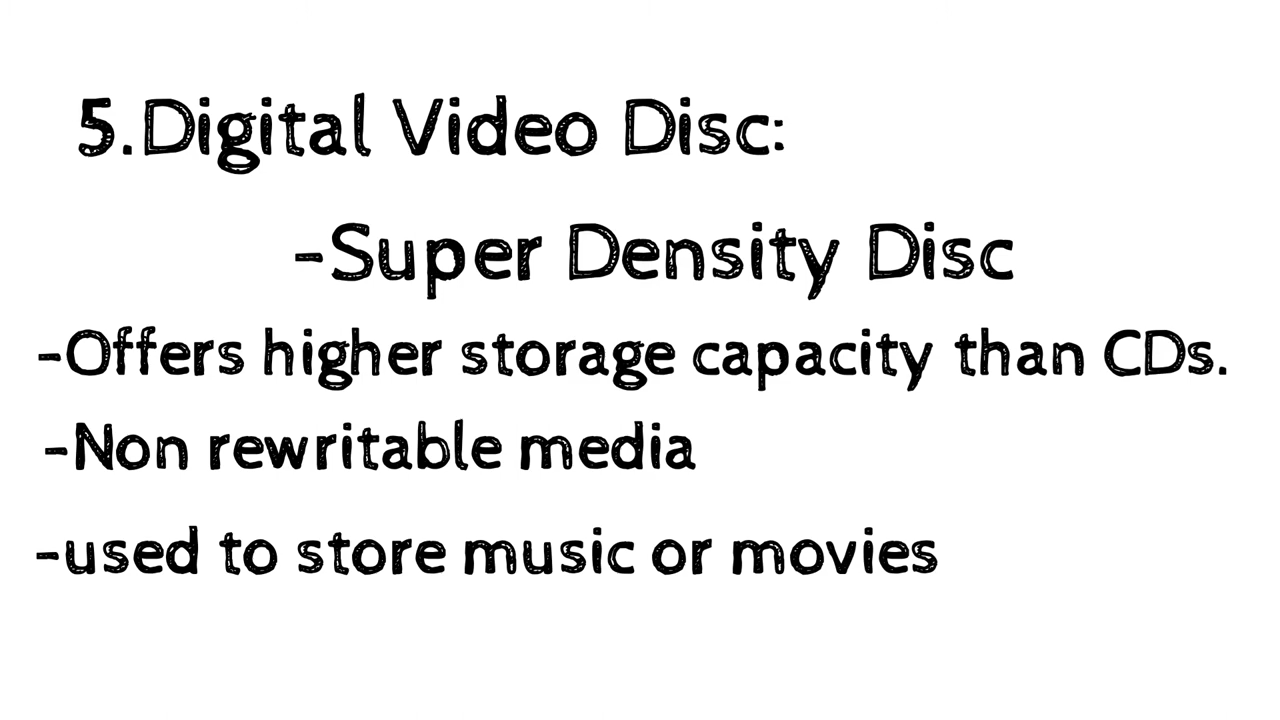 5.Digital Video Disc:
-Super Density Disc
-Offers higher storage capacity than CDs.
-Non rewritable media
-used to store music or movies